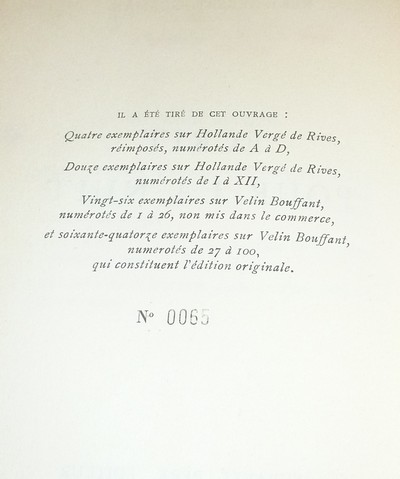 IL A ÉTÉ TIRÉ DE CET OUVRAGE :
Quatre exemplaires sur Hollande Vergé de Rives,
réimposés, numérotés de A à D,
Douze exemplaires sur Hollande Vergé de Rives,
numérotés de I à XII,
Vingt-six exemplaires sur Velin Bouffant,
numérotés de 1 à 26, non mis dans le commerce,
et soixante-quatorze exemplaires sur Velin Bouffant,
numerotés de 27 à 100,
qui constituent l'édition originale.
Nº 0065